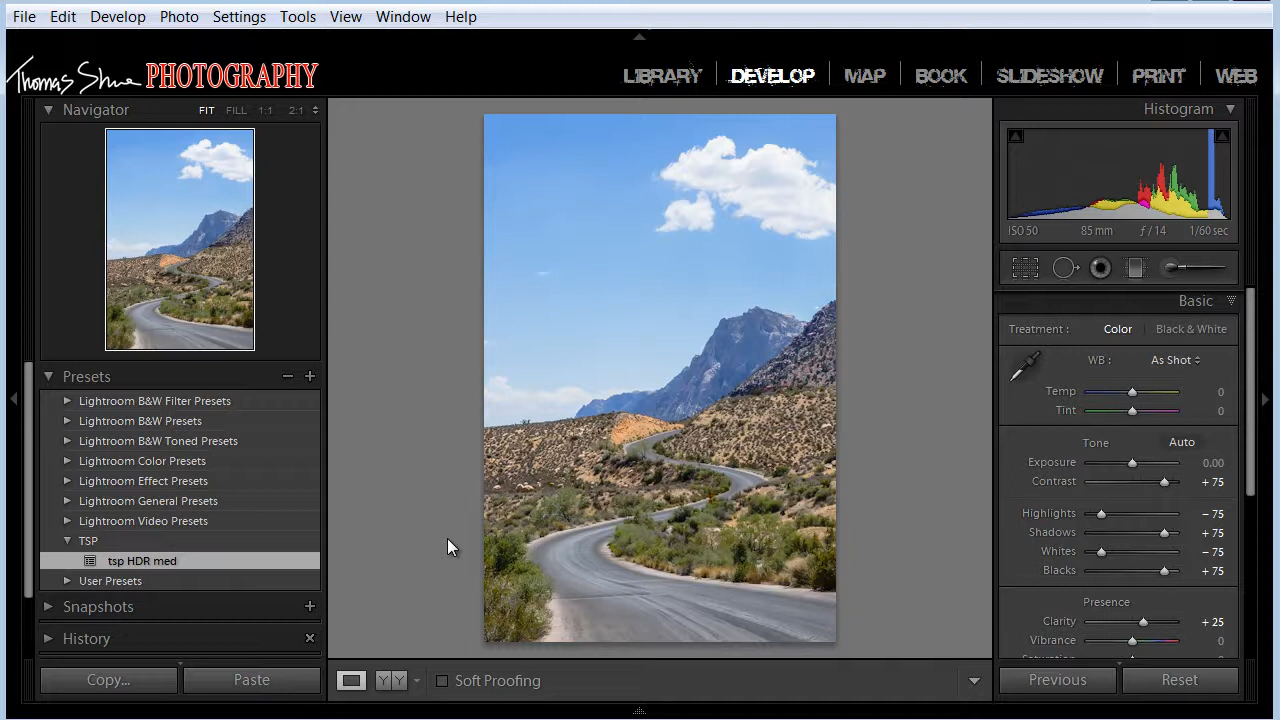 File Edit Develop Photo Settings Tools View Window Help
Thomas Shue PHOTOGRAPHY
LIBRARY DEVELOP MAP BOOK SLIDESHOW PRINT WEB
Navigator FIT FILL 1:1 2:1
Histogram
ISO 50 85 mm ƒ / 14 1/60 sec
Basic
Treatment : Color Black & White
WB : As Shot
Temp 0
Tint 0
Tone Auto
Exposure 0.00
Contrast + 75
Highlights − 75
Shadows + 75
Whites − 75
Blacks + 75
Presence
Clarity + 25
Vibrance 0
Presets
Lightroom B&W Filter Presets
Lightroom B&W Presets
Lightroom B&W Toned Presets
Lightroom Color Presets
Lightroom Effect Presets
Lightroom General Presets
Lightroom Video Presets
TSP
tsp HDR med
User Presets
Snapshots
History
Copy... Paste
YY Soft Proofing
Previous Reset